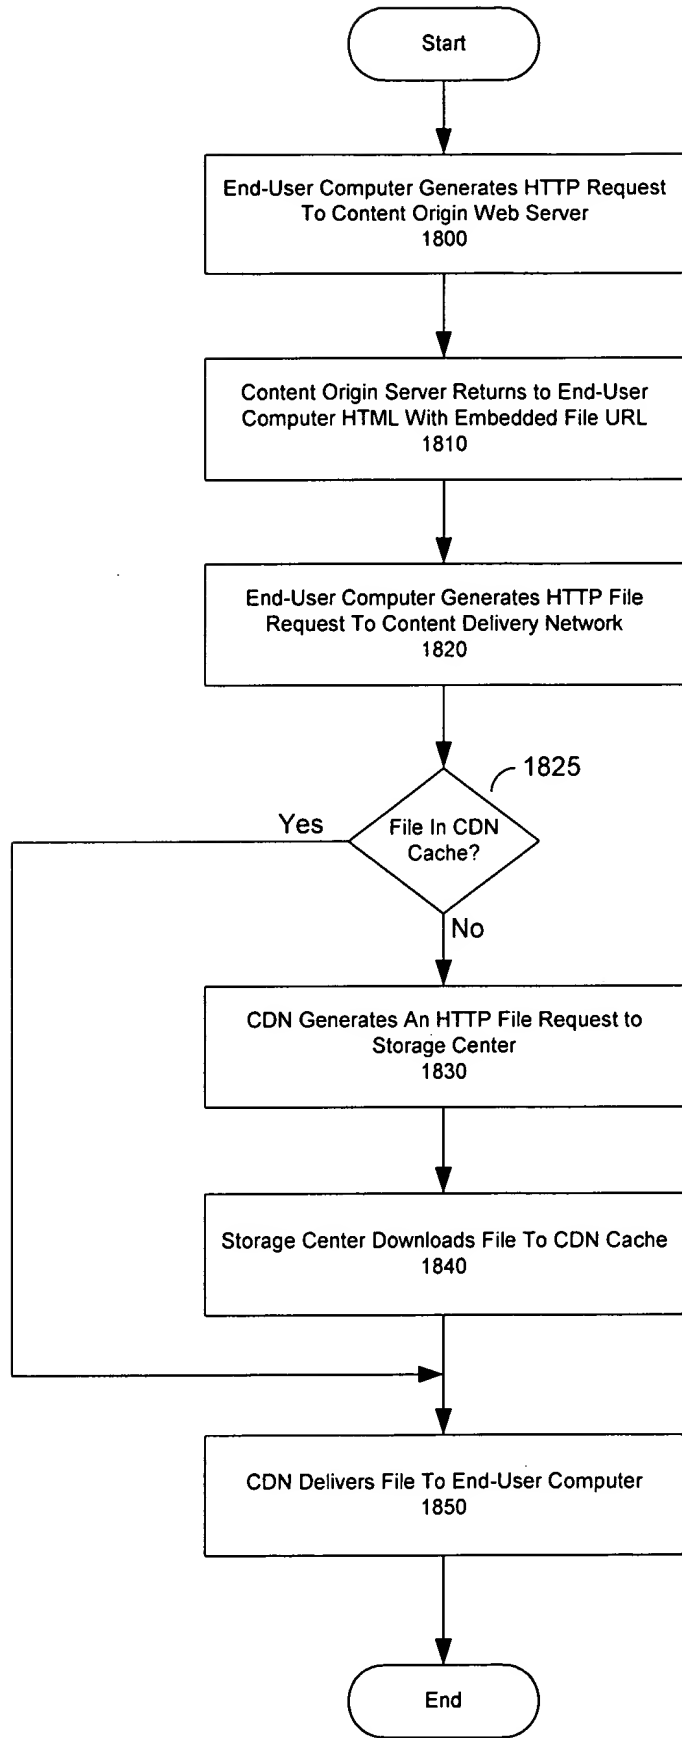 Start
End-User Computer Generates HTTP Request
To Content Origin Web Server
1800
Content Origin Server Returns to End-User
Computer HTML With Embedded File URL
1810
End-User Computer Generates HTTP File
Request To Content Delivery Network
1820
1825
File In CDN
Cache?
Yes
No
CDN Generates An HTTP File Request to
Storage Center
1830
Storage Center Downloads File To CDN Cache
1840
CDN Delivers File To End-User Computer
1850
End